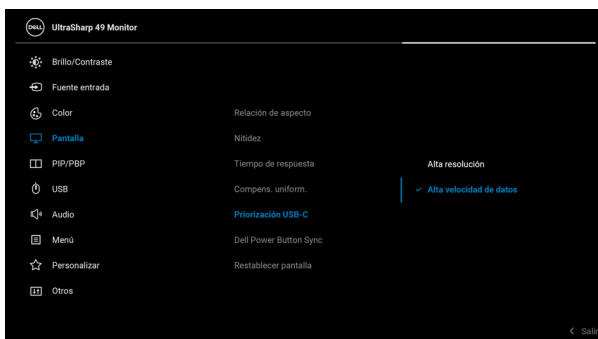 DELL
UltraSharp 49 Monitor
Brillo/Contraste
Fuente entrada
Color
Relación de aspecto
Pantalla
Nitidez
PIP/PBP
Tiempo de respuesta
Alta resolución
USB
Compens. uniform.
Alta velocidad de datos
Audio
Priorización USB-C
Menú
Dell Power Button Sync
Personalizar
Restablecer pantalla
Otros
Salir